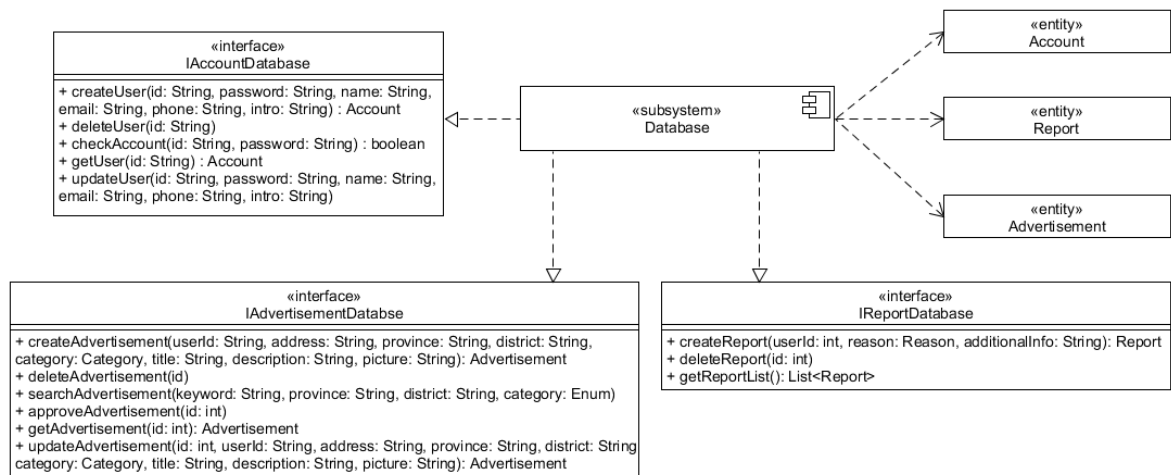 «interface»
IAccountDatabase
+ createUser(id: String, password: String, name: String,
email: String, phone: String, intro: String) : Account
+ deleteUser(id: String)
+ checkAccount(id: String, password: String) : boolean
+ getUser(id: String) : Account
+ updateUser(id: String, password: String, name: String,
email: String, phone: String, intro: String)
«subsystem»
Database
«entity»
Account
«entity»
Report
«entity»
Advertisement
«interface»
IAdvertisementDatabse
+ createAdvertisement(userId: String, address: String, province: String, district: String,
category: Category, title: String, description: String, picture: String): Advertisement
+ deleteAdvertisement(id)
+ searchAdvertisement(keyword: String, province: String, district: String, category: Enum)
+ approveAdvertisement(id: int)
+ getAdvertisement(id: int): Advertisement
+ updateAdvertisement(id: int, userId: String, address: String, province: String, district: String
category: Category, title: String, description: String, picture: String): Advertisement
«interface»
IReportDatabase
+ createReport(userId: int, reason: Reason, additionalInfo: String): Report
+ deleteReport(id: int)
+ getReportList(): List<Report>